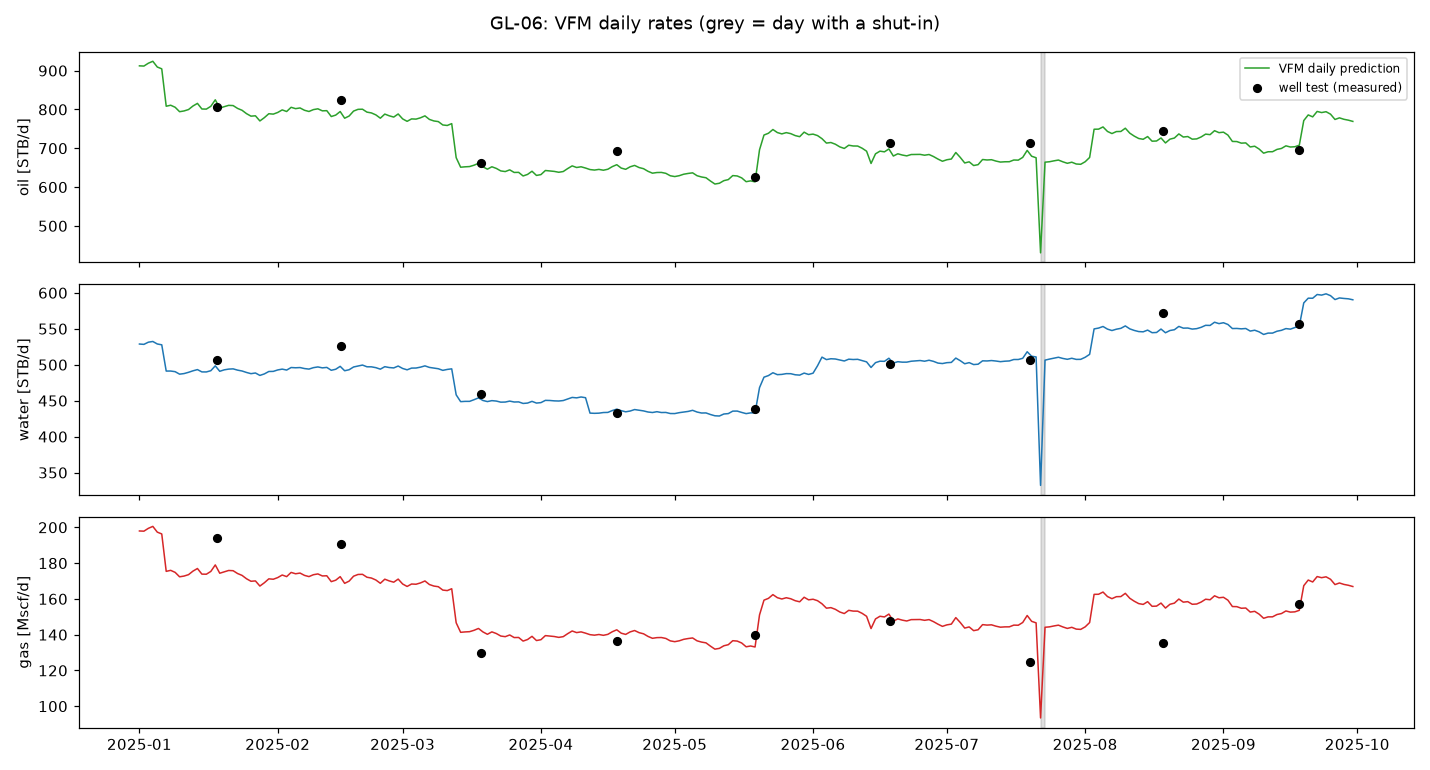 GL-06: VFM daily rates (grey = day with a shut-in)
VFM daily prediction
well test (measured)
oil [STB/d]
900
800
700
600
500
water [STB/d]
600
550
500
450
400
350
gas [Mscf/d]
200
180
160
140
120
100
2025-01 2025-02 2025-03 2025-04 2025-05 2025-06 2025-07 2025-08 2025-09 2025-10